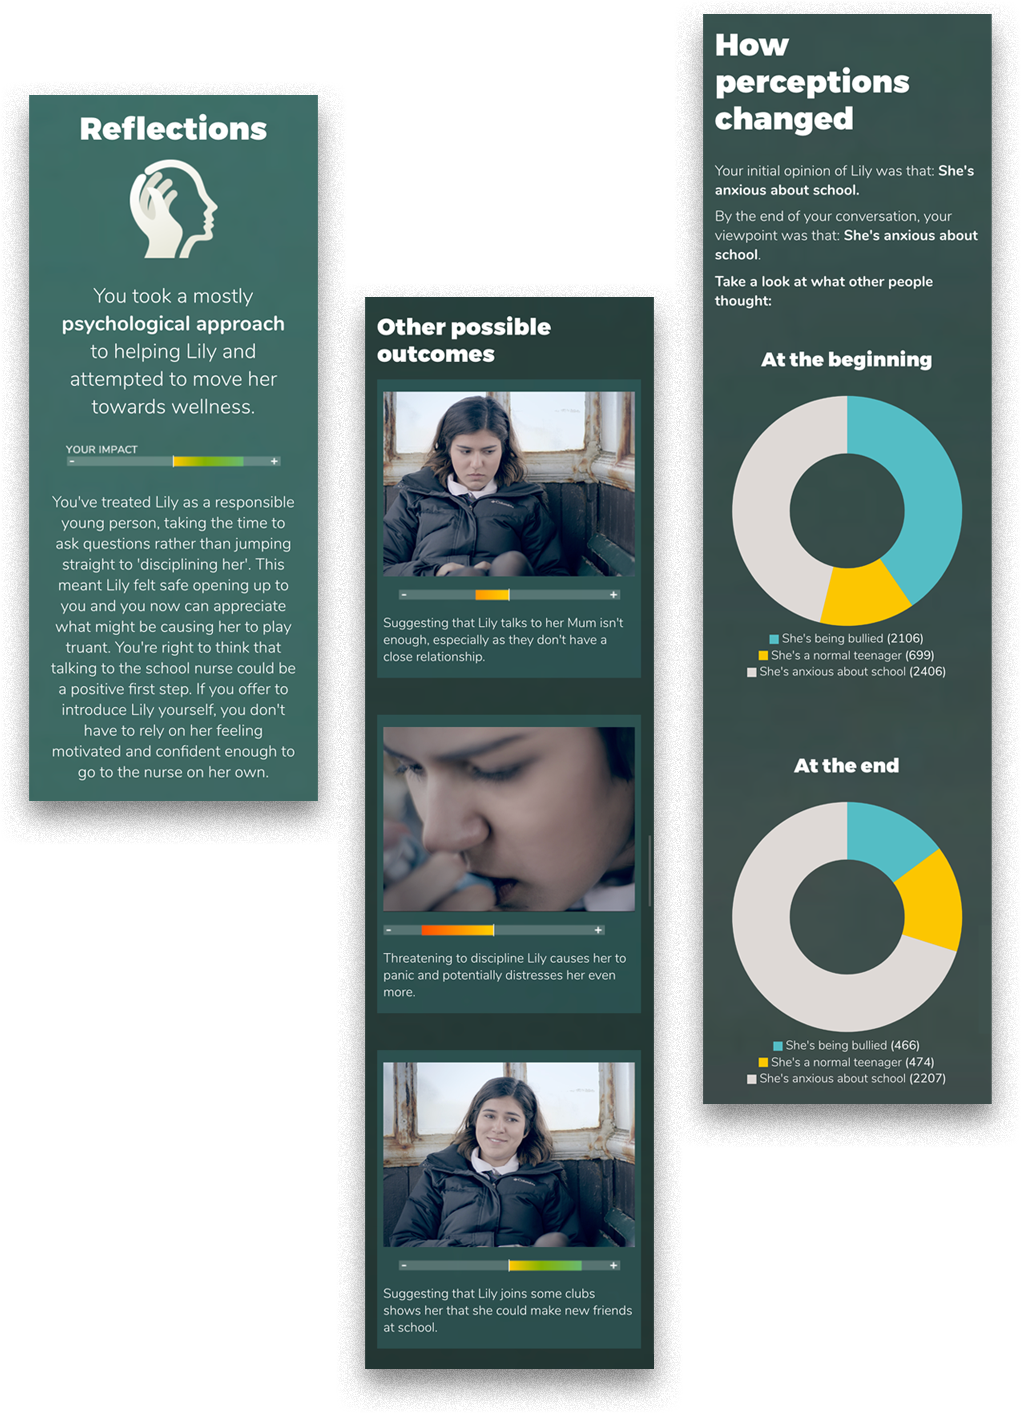 Reflections
You took a mostly
psychological approach
to helping Lily and
attempted to move her
towards wellness.
YOUR IMPACT
- +
You've treated Lily as a responsible
young person, taking the time to
ask questions rather than jumping
straight to 'disciplining her'. This
meant Lily felt safe opening up to
you and you now can appreciate
what might be causing her to play
truant. You're right to think that
talking to the school nurse could be
a positive first step. If you offer to
introduce Lily yourself, you don't
have to rely on her feeling
motivated and confident enough to
go to the nurse on her own.
Other possible
outcomes
- +
Suggesting that Lily talks to her Mum isn't
enough, especially as they don't have a
close relationship.
- +
Threatening to discipline Lily causes her to
panic and potentially distresses her even
more.
- +
Suggesting that Lily joins some clubs
shows her that she could make new friends
at school.
How
perceptions
changed
Your initial opinion of Lily was that: She's
anxious about school.
By the end of your conversation, your
viewpoint was that: She's anxious about
school.
Take a look at what other people
thought:
At the beginning
She's being bullied (2106)
She's a normal teenager (699)
She's anxious about school (2406)
At the end
She's being bullied (466)
She's a normal teenager (474)
She's anxious about school (2207)